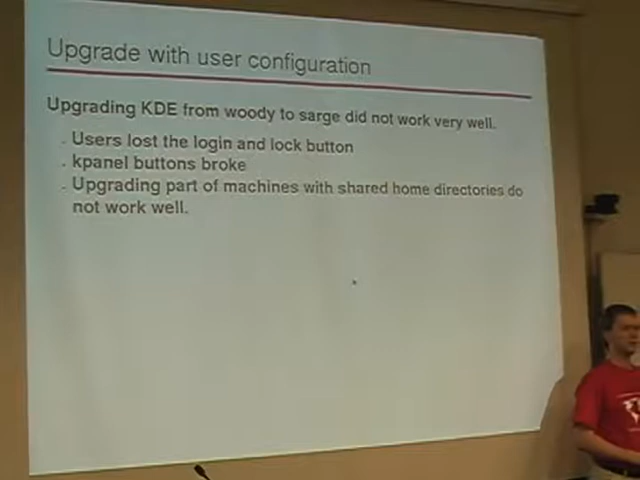 Upgrade with user configuration
Upgrading KDE from woody to sarge did not work very well.
Users lost the login and lock button
kpanel buttons broke
Upgrading part of machines with shared home directories do
not work well.